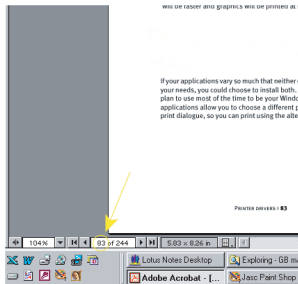 will be faster and graphics will be printed at
If your applications vary so much that neither
your needs, you could choose to install both.
plan to use most of the time to be your Windo
applications allow you to choose a different p
print dialogue, so you can print using the alte
PRINTER DRIVERS I 83
104% 83 of 244 5.83 x 8.26 in
Lotus Notes Desktop Exploring - GB ma
Adobe Acrobat - [... Jasc Paint Shop